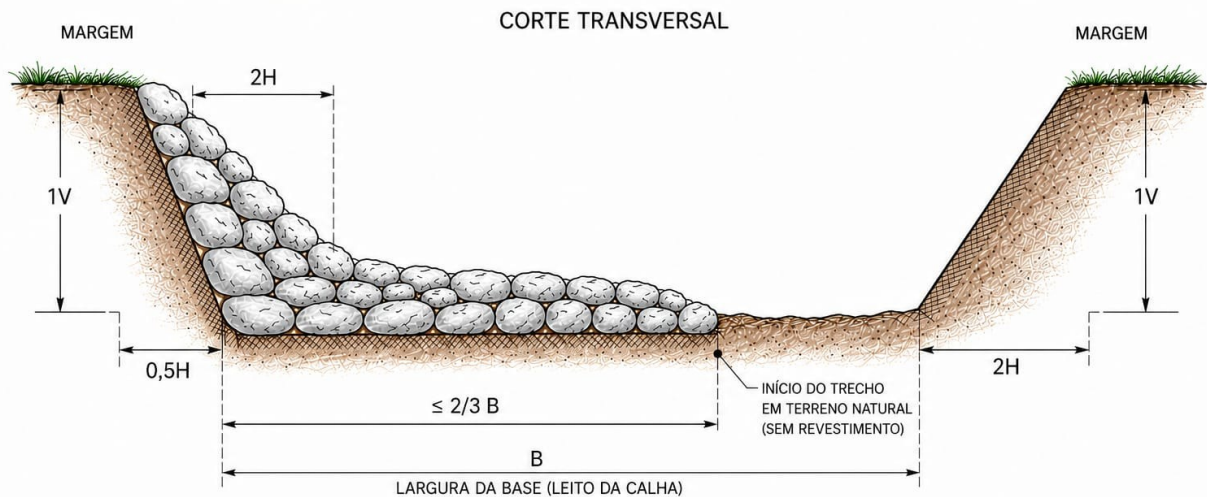 CORTE TRANSVERSAL
MARGEM
MARGEM
2H
1V
1V
0,5H
2H
≤ 2/3 B
INÍCIO DO TRECHO
EM TERRENO NATURAL
(SEM REVESTIMENTO)
B
LARGURA DA BASE (LEITO DA CALHA)